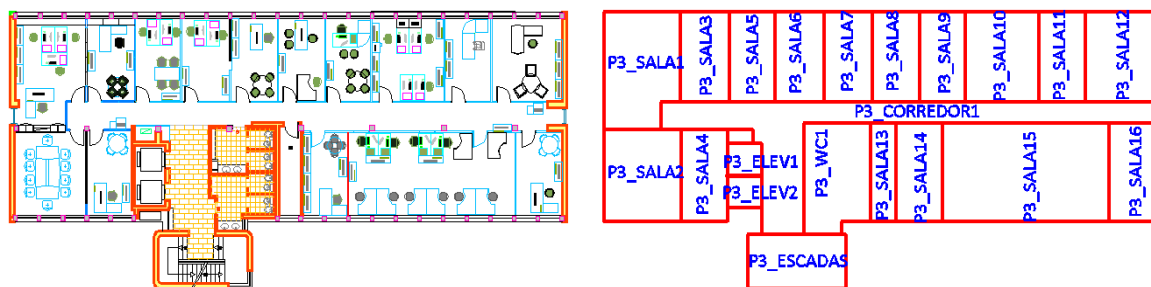 P3_SALA1
P3_SALA3
P3_SALA5
P3_SALA6
P3_SALA7
P3_SALA8
P3_SALA9
P3_SALA10
P3_SALA11
P3_SALA12
P3_CORREDOR1
P3_SALA2
P3_SALA4
P3_ELEV1
P3_ELEV2
P3_WC1
P3_SALA13
P3_SALA14
P3_SALA15
P3_SALA16
P3_ESCADAS